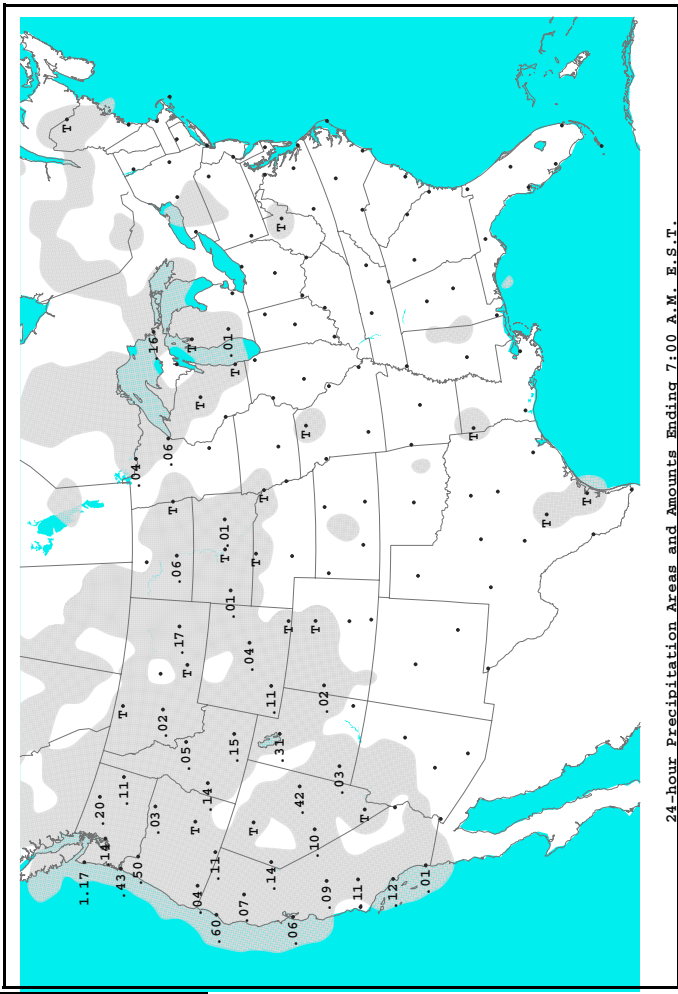 T
1.17
.20
.14
.43
.11
T
.04
.50
.16
.03
.02
.06
T
.06
.17
.05
T
T
T
.04
T
.14
.11
.60
T
.01
.01
.01
.15
T
.07
.04
T
T
T
.14
.11
.31
T
T
.06
.42
T
.10
T
.02
.09
.03
.11
T
.12
.01
T
T
T
24-hour Precipitation Areas and Amounts Ending 7:00 A.M. E.S.T.